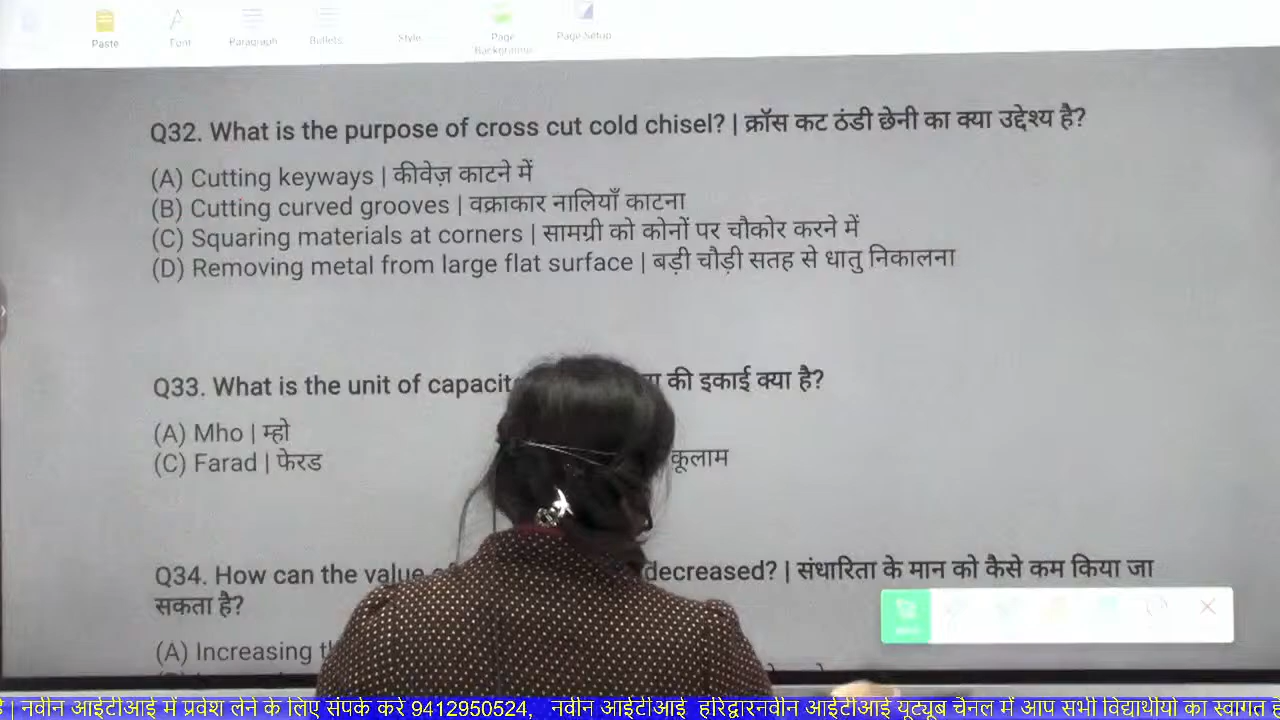 Paste
Font
Paragraph
Bullets
Style
Page
Background
Page Setup
Q32. What is the purpose of cross cut cold chisel? | क्रॉस कट ठंडी छेनी का क्या उद्देश्य है?
(A) Cutting keyways | कीवेज़ काटने में
(B) Cutting curved grooves | वक्राकार नालियाँ काटना
(C) Squaring materials at corners | सामग्री को कोनों पर चौकोर करने में
(D) Removing metal from large flat surface | बड़ी चौड़ी सतह से धातु निकालना
Q33. What is the unit of की इकाई क्या है?
(A) Mho | म्हो
(C) Farad | फेरड कूलाम
Q34. How can the value decreased? | संधारिता के मान को कैसे कम किया जा
सकता है?
(A) Increasing
है। नवीन आईटीआई में प्रवेश लेने के लिए संपर्क करें 9412950524, नवीन आईटीआई हरिद्वारनवीन आईटीआई यूट्यूब चैनल में आप सभी विद्यार्थीयों का स्वागत